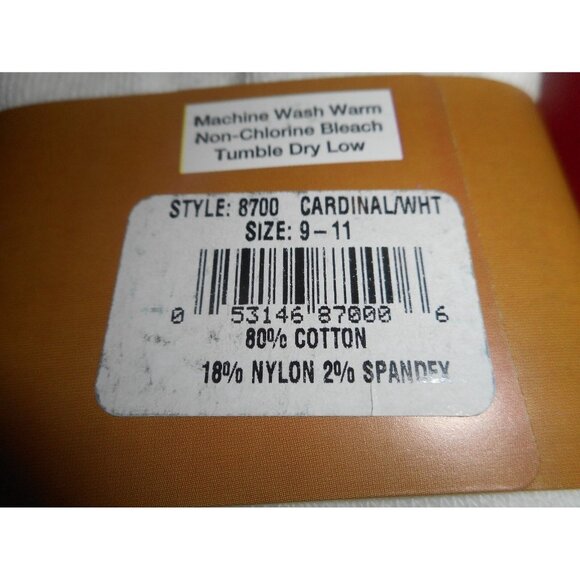 Machine Wash Warm
Non-Chlorine Bleach
Tumble Dry Low
STYLE: 8700 CARDINAL/WHT
SIZE: 9-11
0 53146 87000 6
80% COTTON
18% NYLON 2% SPANDEX